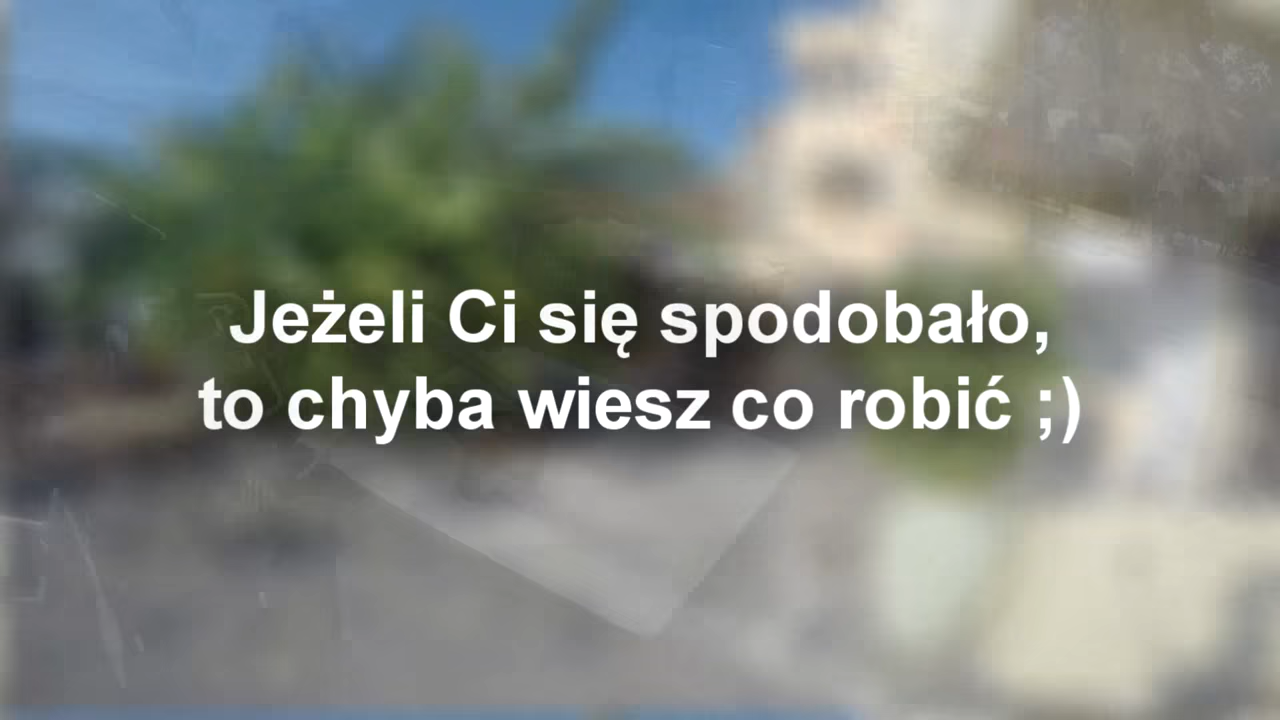 Jeżeli Ci się spodobało,
to chyba wiesz co robić ;)